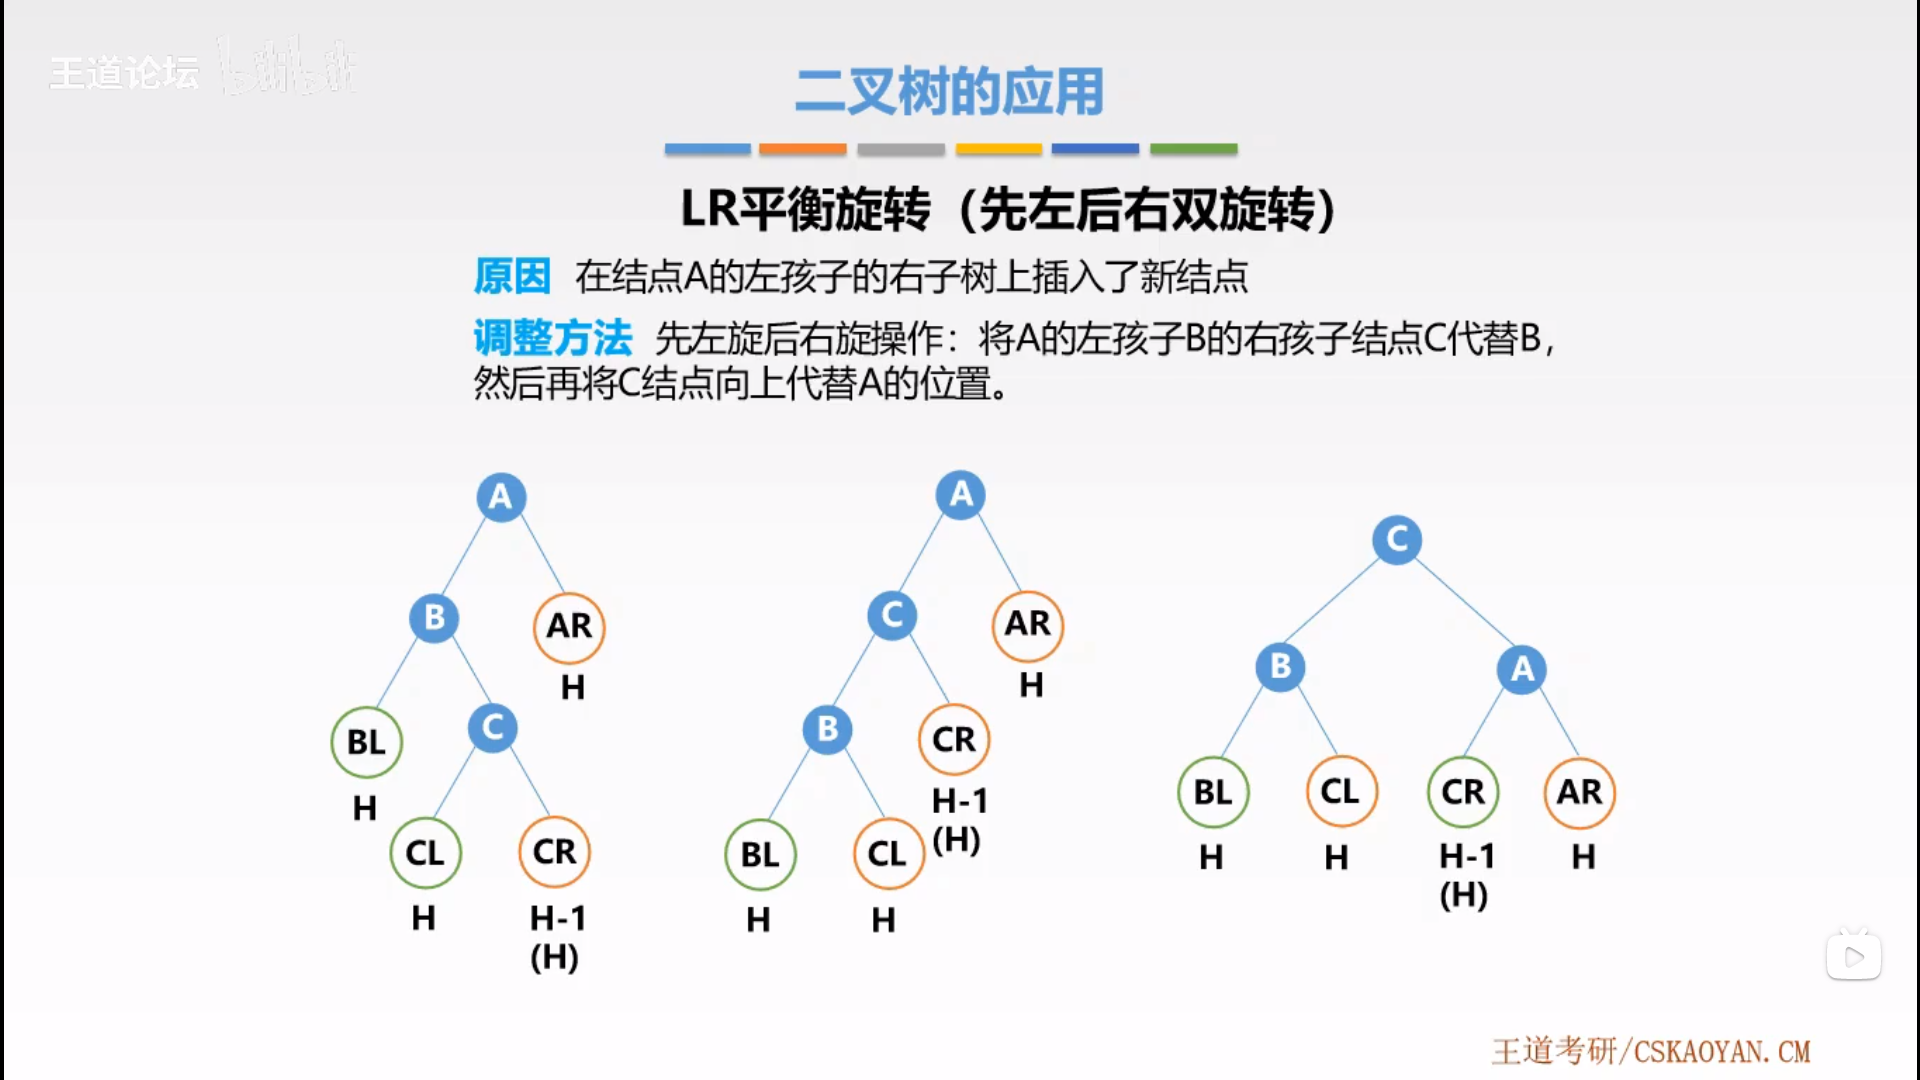 王道论坛 bilibili
二叉树的应用
LR平衡旋转（先左后右双旋转）
原因 在结点A的左孩子的右子树上插入了新结点
调整方法 先左旋后右旋操作：将A的左孩子B的右孩子结点C代替B，
然后再将C结点向上代替A的位置。
A
B
AR
H
BL
H
C
CL
H
CR
H-1
(H)
A
C
AR
H
B
CR
H-1
(H)
BL
H
CL
H
C
B
A
BL
H
CL
H
CR
H-1
(H)
AR
H
王道考研/CSKAOYAN.CM